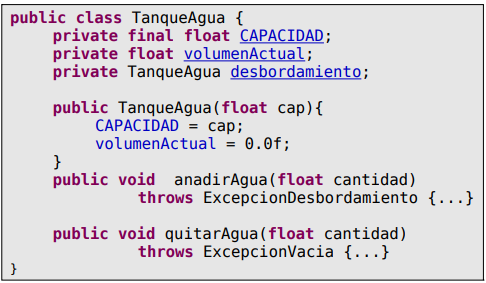 public class TanqueAgua {
private final float CAPACIDAD;
private float volumenActual;
private TanqueAgua desbordamiento;
public TanqueAgua(float cap){
CAPACIDAD = cap;
volumenActual = 0.0f;
}
public void anadirAgua(float cantidad)
throws ExcepcionDesbordamiento {...}
public void quitarAgua(float cantidad)
throws ExcepcionVacia {...}
}